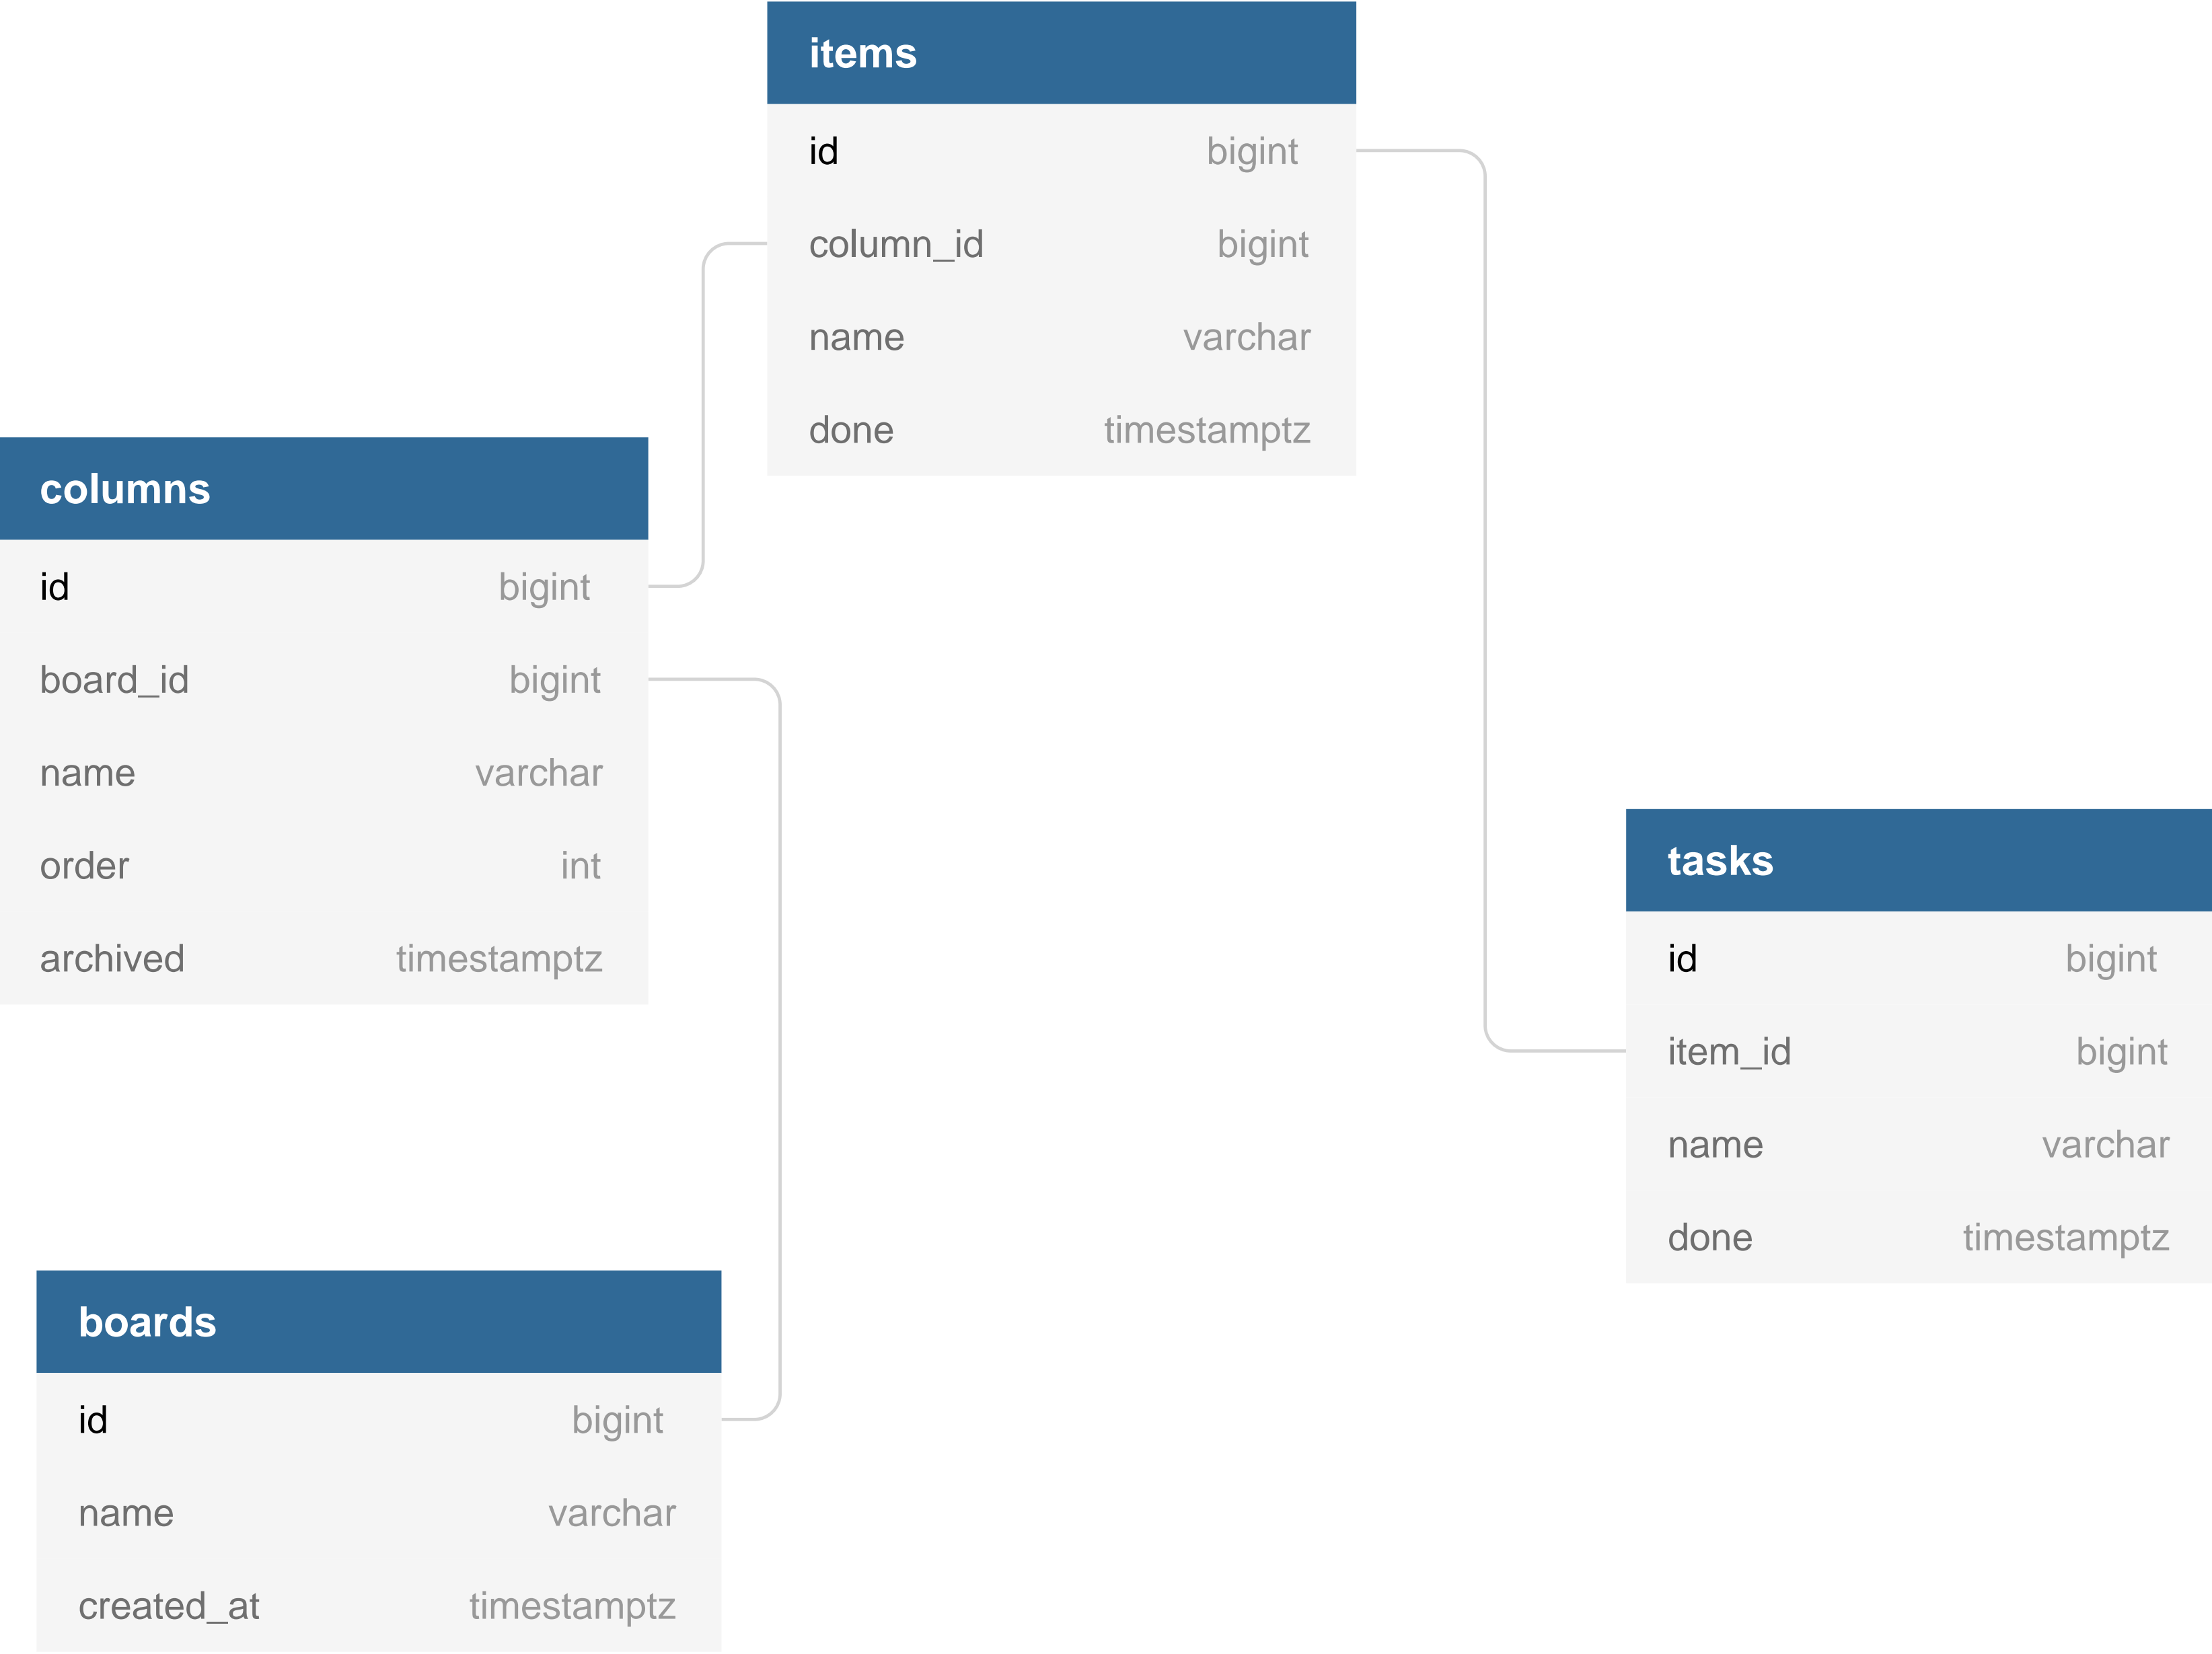 items
id bigint
column_id bigint
name varchar
done timestamptz
columns
id bigint
board_id bigint
name varchar
order int
archived timestamptz
tasks
id bigint
item_id bigint
name varchar
done timestamptz
boards
id bigint
name varchar
created_at timestamptz